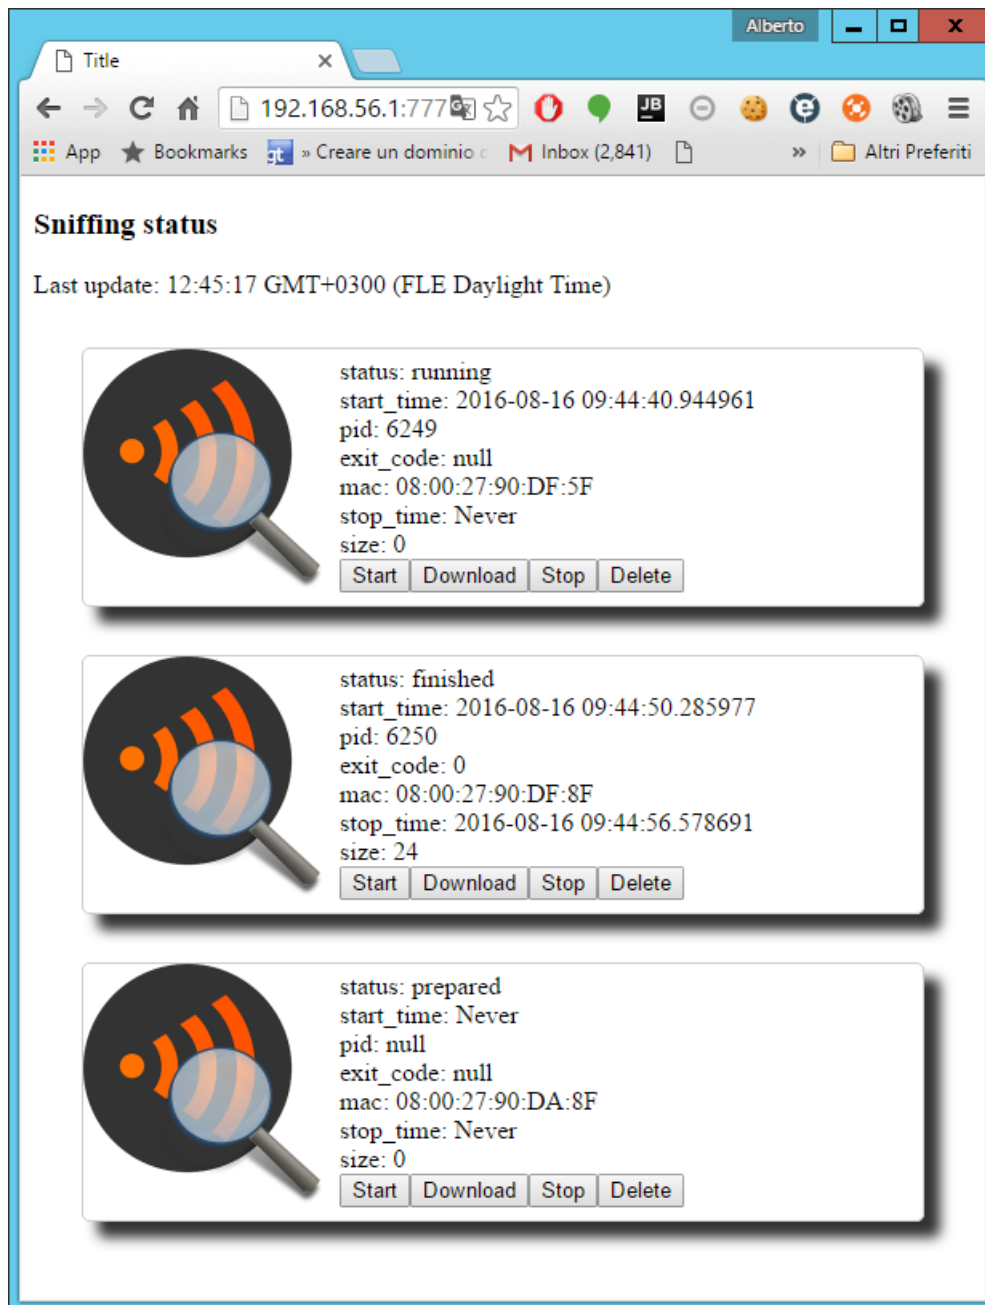 Alberto
Title
192.168.56.1:777
JB
App Bookmarks gt » Creare un dominio Inbox (2,841) » Altri Preferiti
Sniffing status
Last update: 12:45:17 GMT+0300 (FLE Daylight Time)
status: running
start_time: 2016-08-16 09:44:40.944961
pid: 6249
exit_code: null
mac: 08:00:27:90:DF:5F
stop_time: Never
size: 0
Start Download Stop Delete
status: finished
start_time: 2016-08-16 09:44:50.285977
pid: 6250
exit_code: 0
mac: 08:00:27:90:DF:8F
stop_time: 2016-08-16 09:44:56.578691
size: 24
Start Download Stop Delete
status: prepared
start_time: Never
pid: null
exit_code: null
mac: 08:00:27:90:DA:8F
stop_time: Never
size: 0
Start Download Stop Delete